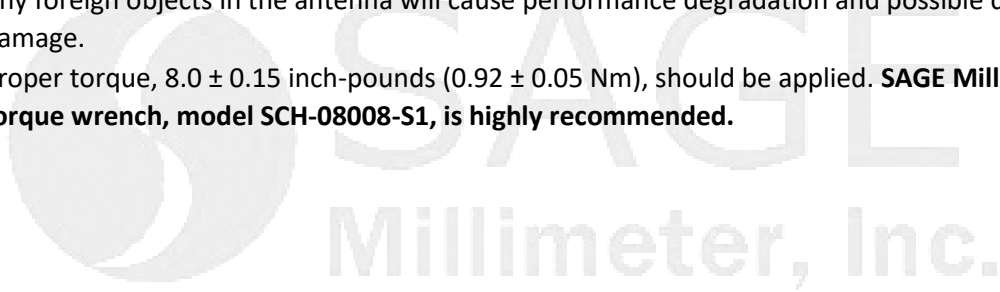 ny foreign objects in the antenna will cause performance degradation and possible
amage.
roper torque, 8.0 ± 0.15 inch-pounds (0.92 ± 0.05 Nm), should be applied. SAGE Mill
orque wrench, model SCH-08008-S1, is highly recommended.
SAGE
Millimeter, Inc.